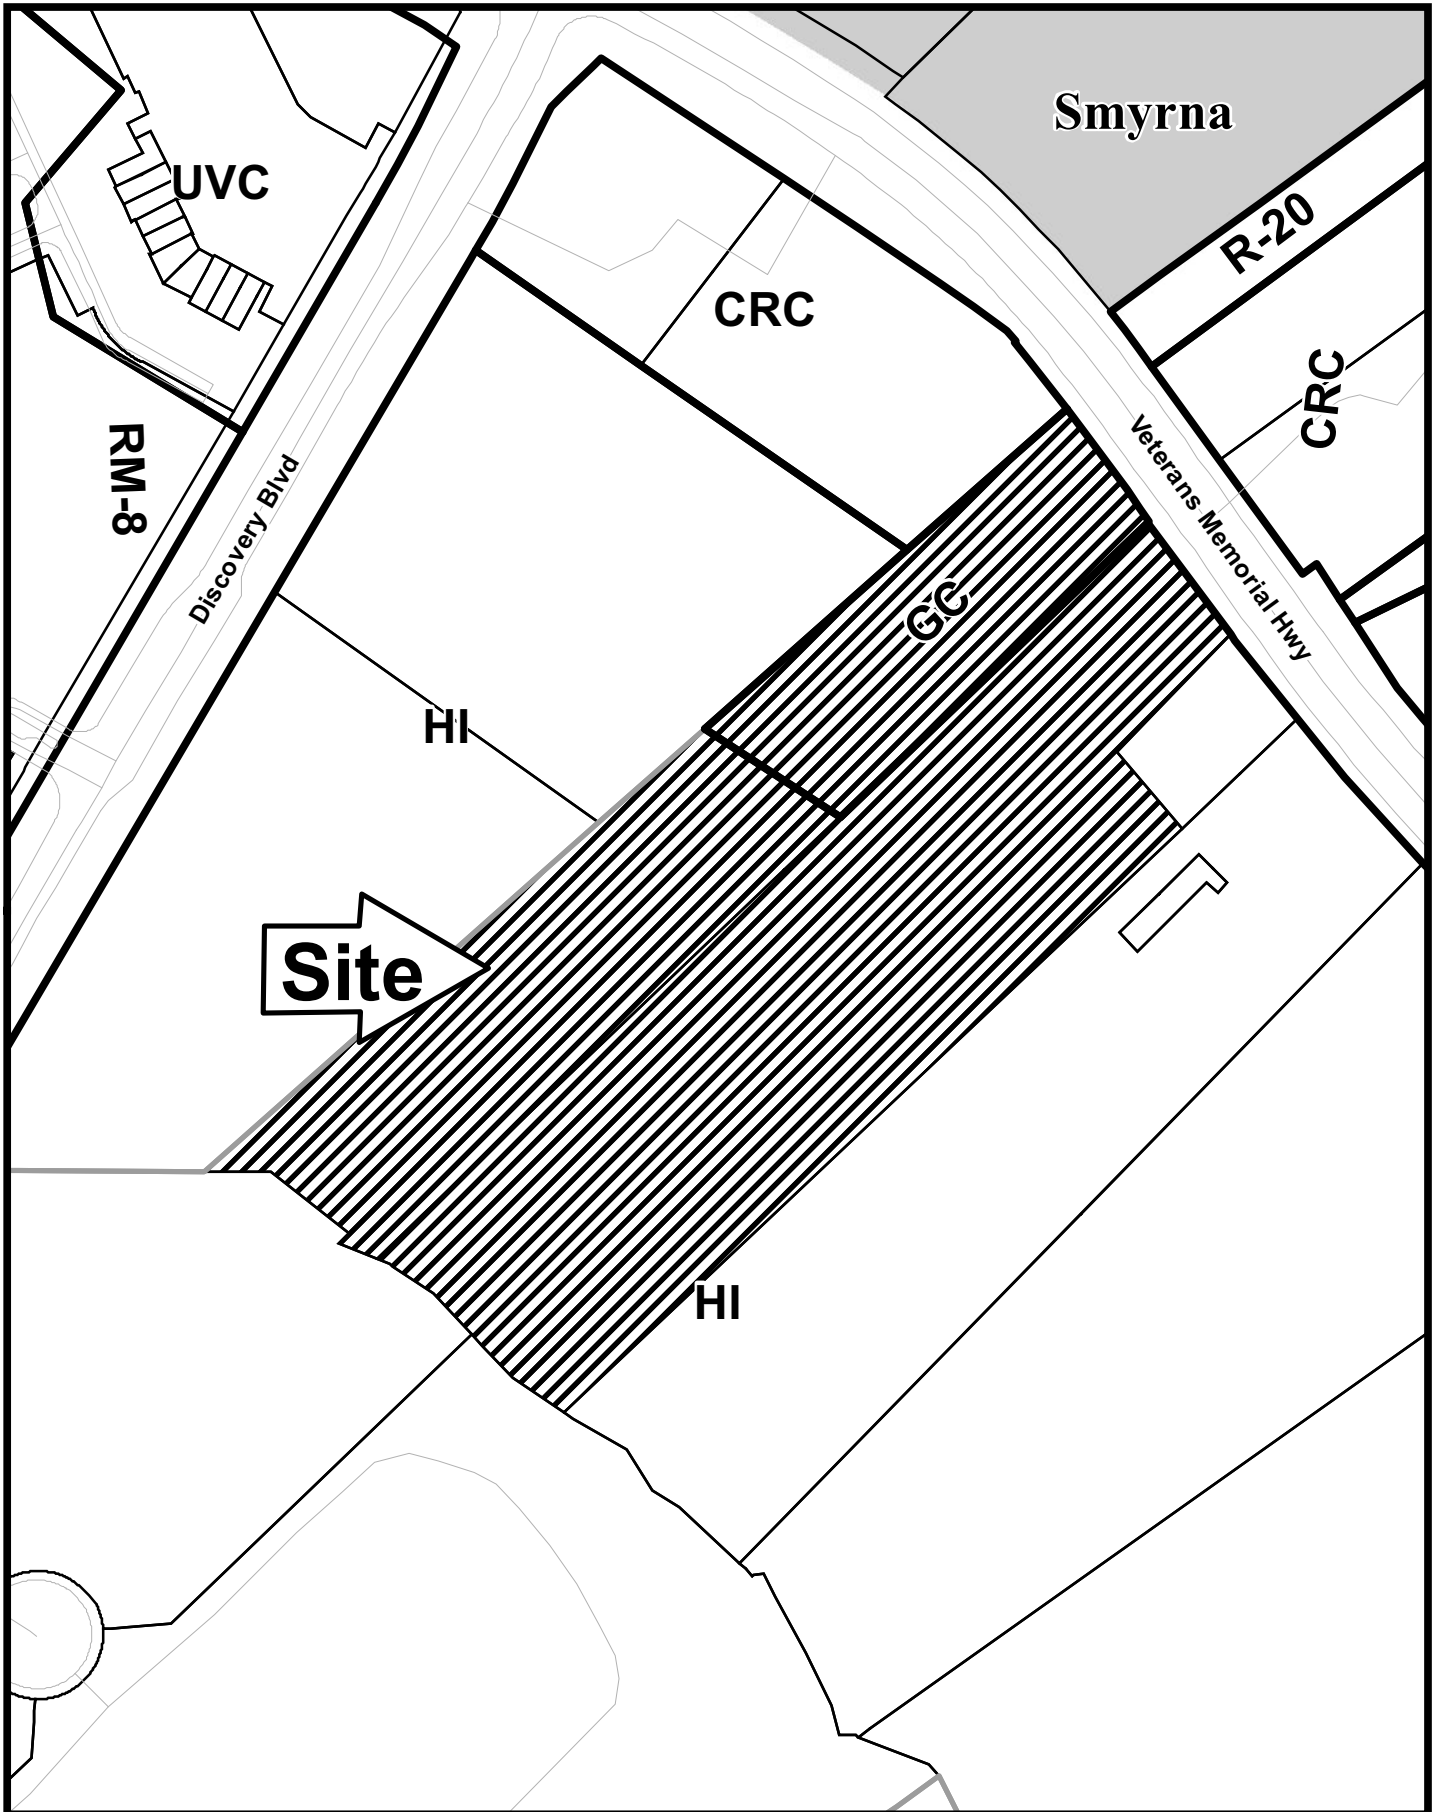 Smyrna
UVC
R-20
CRC
CRC
RM-8
Discovery Blvd
Veterans Memorial Hwy
GC
HI
Site
HI